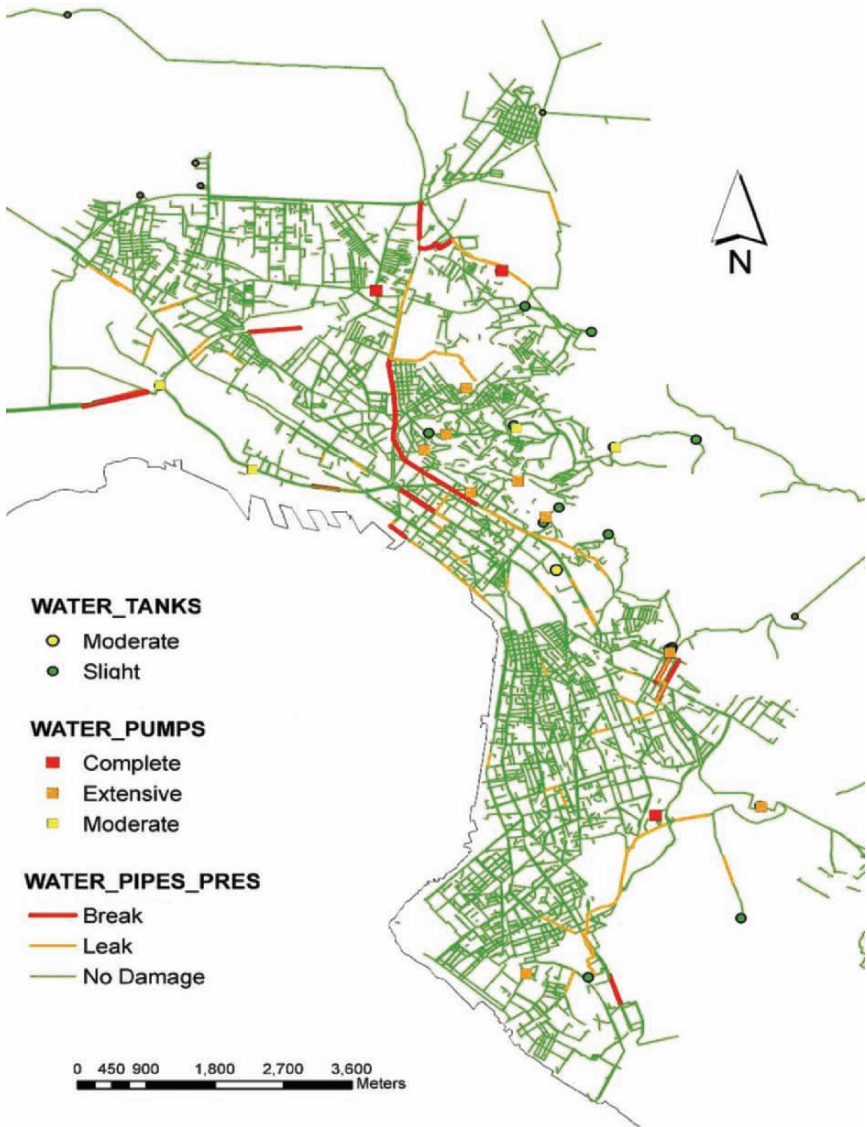 N
WATER_TANKS
Moderate
Slight
WATER_PUMPS
Complete
Extensive
Moderate
WATER_PIPES_PRES
Break
Leak
No Damage
0 450 900 1,800 2,700 3,600
Meters